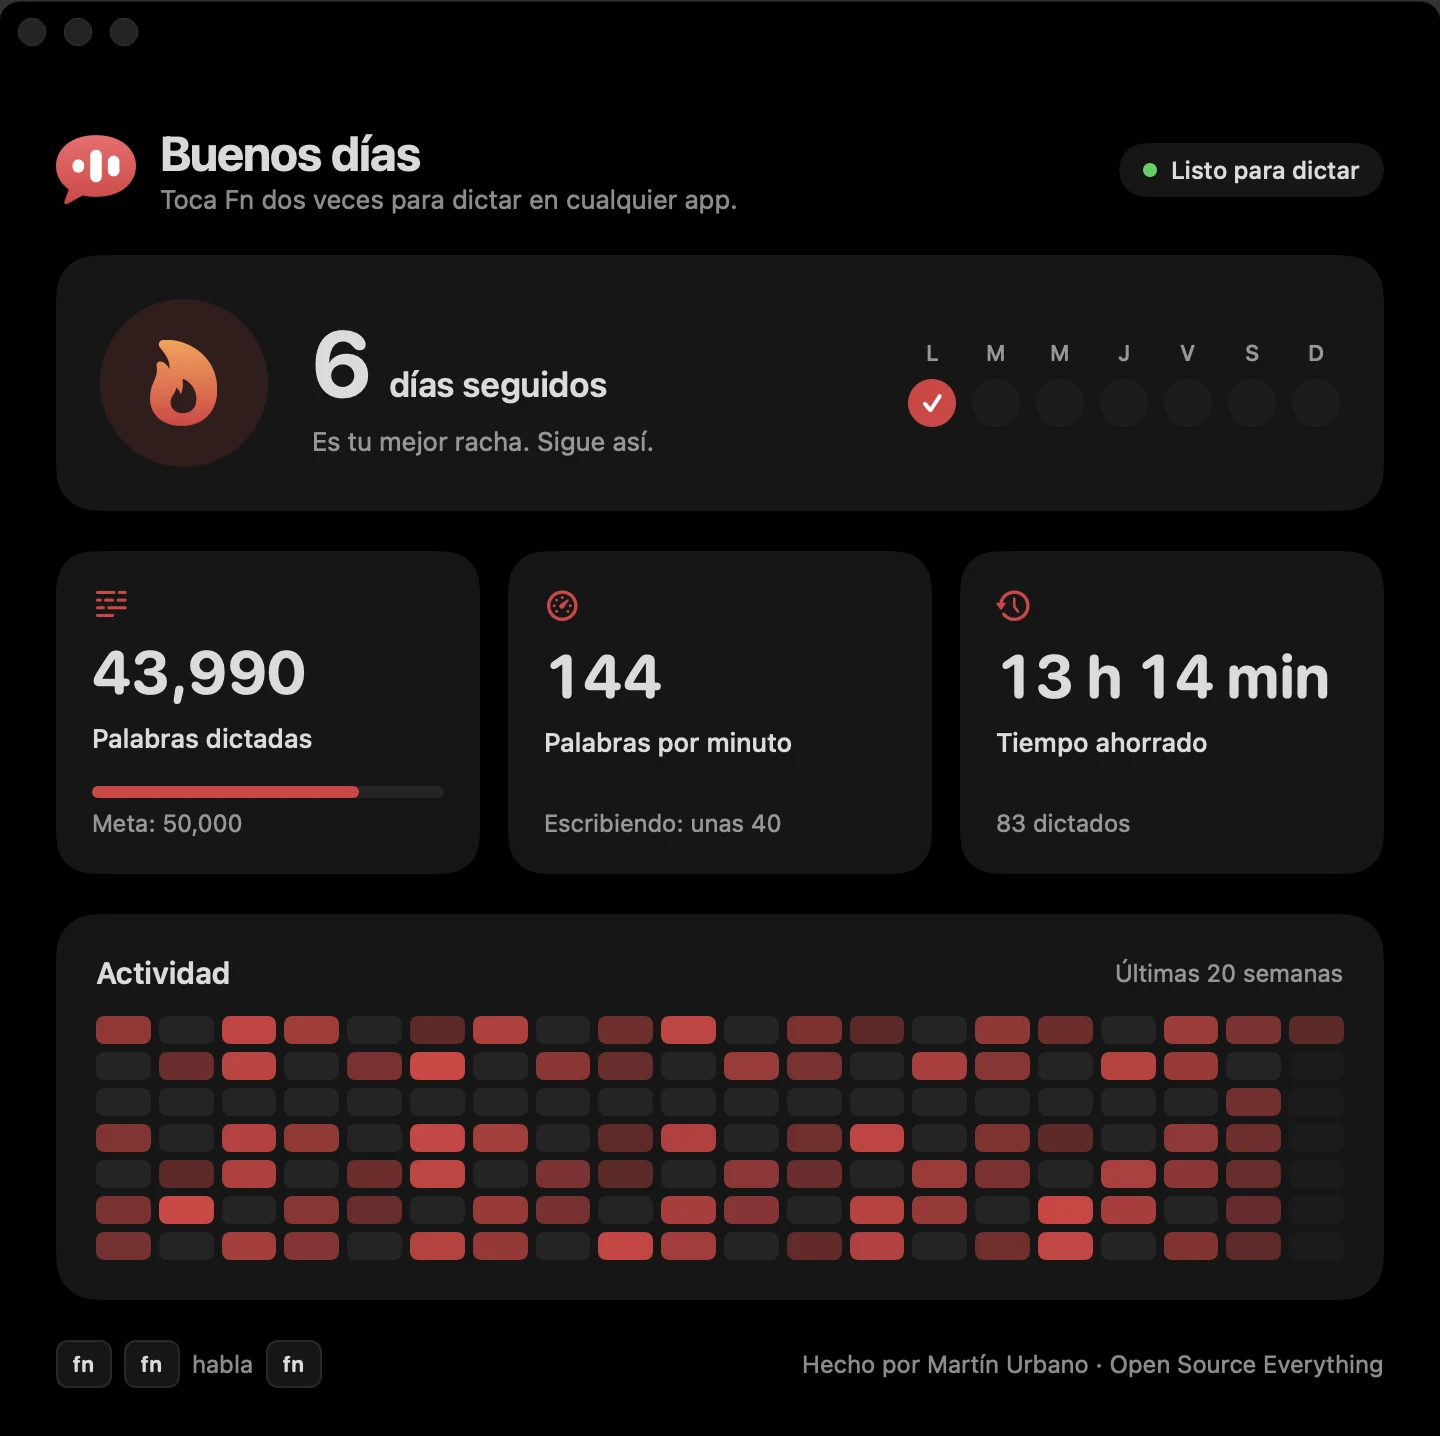 Buenos días
Toca Fn dos veces para dictar en cualquier app.
Listo para dictar
6 días seguidos
Es tu mejor racha. Sigue así.
L M M J V S D
43,990
Palabras dictadas
Meta: 50,000
144
Palabras por minuto
Escribiendo: unas 40
13 h 14 min
Tiempo ahorrado
83 dictados
Actividad
Últimas 20 semanas
fn fn habla fn
Hecho por Martín Urbano · Open Source Everything